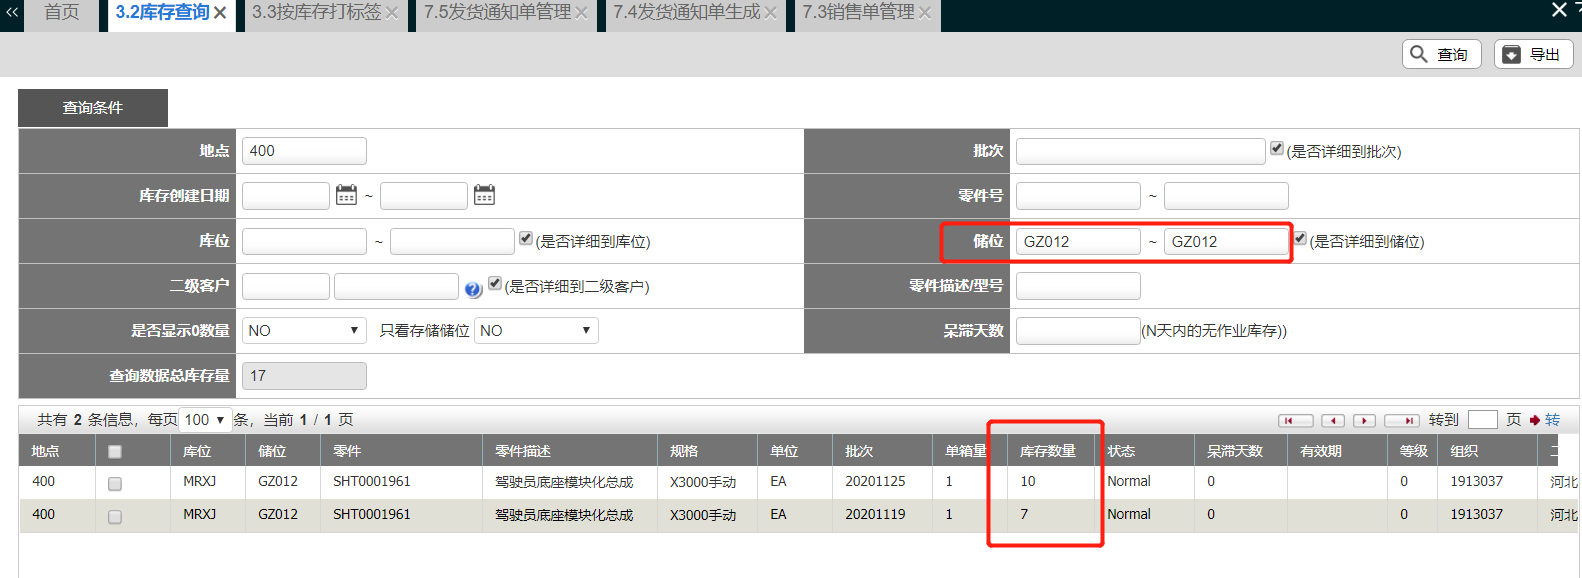 « 首页 3.2库存查询 × 3.3按库存打标签 × 7.5发货通知单管理 × 7.4发货通知单生成 × 7.3销售单管理 ×
查询 导出
查询条件
地点 400 批次 (是否详细到批次)
库存创建日期 ~ 零件号 ~
库位 ~ (是否详细到库位) 储位 GZ012 ~ GZ012 (是否详细到储位)
二级客户 (是否详细到二级客户) 零件描述/型号
是否显示0数量 NO 只看存储储位 NO 呆滞天数 (N天内的无作业库存))
查询数据总库存量 17
共有 2 条信息，每页 100 条，当前 1 / 1 页 转到 页 转
地点 库位 储位 零件 零件描述 规格 单位 批次 单箱量 库存数量 状态 呆滞天数 有效期 等级 组织
400 MRXJ GZ012 SHT0001961 驾驶员底座模块化总成 X3000手动 EA 20201125 1 10 Normal 0 0 1913037 河北
400 MRXJ GZ012 SHT0001961 驾驶员底座模块化总成 X3000手动 EA 20201119 1 7 Normal 0 0 1913037 河北